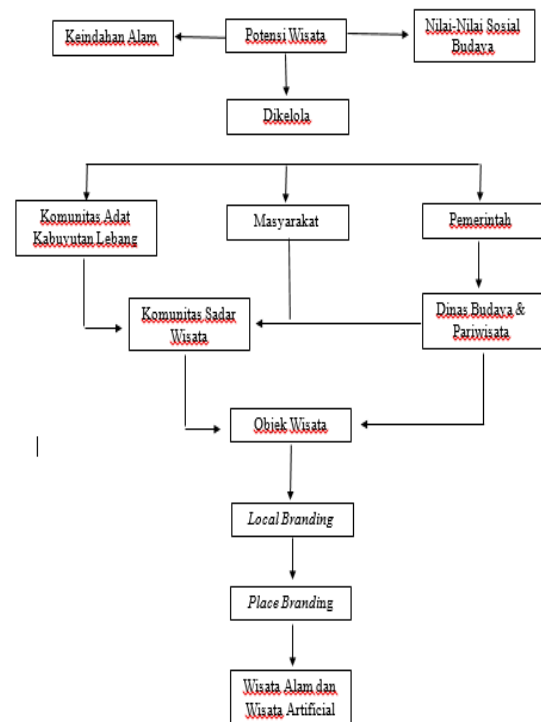 Keindahan Alam
Potensi Wisata
Nilai-Nilai Sosial
Budaya
Dikelola
Komunitas Adat
Kabuyutan Lebang
Masyarakat
Pemerintah
Komunitas Sadar
Wisata
Dinas Budaya &
Pariwisata
Objek Wisata
Local Branding
Place Branding
Wisata Alam dan
Wisata Artificial